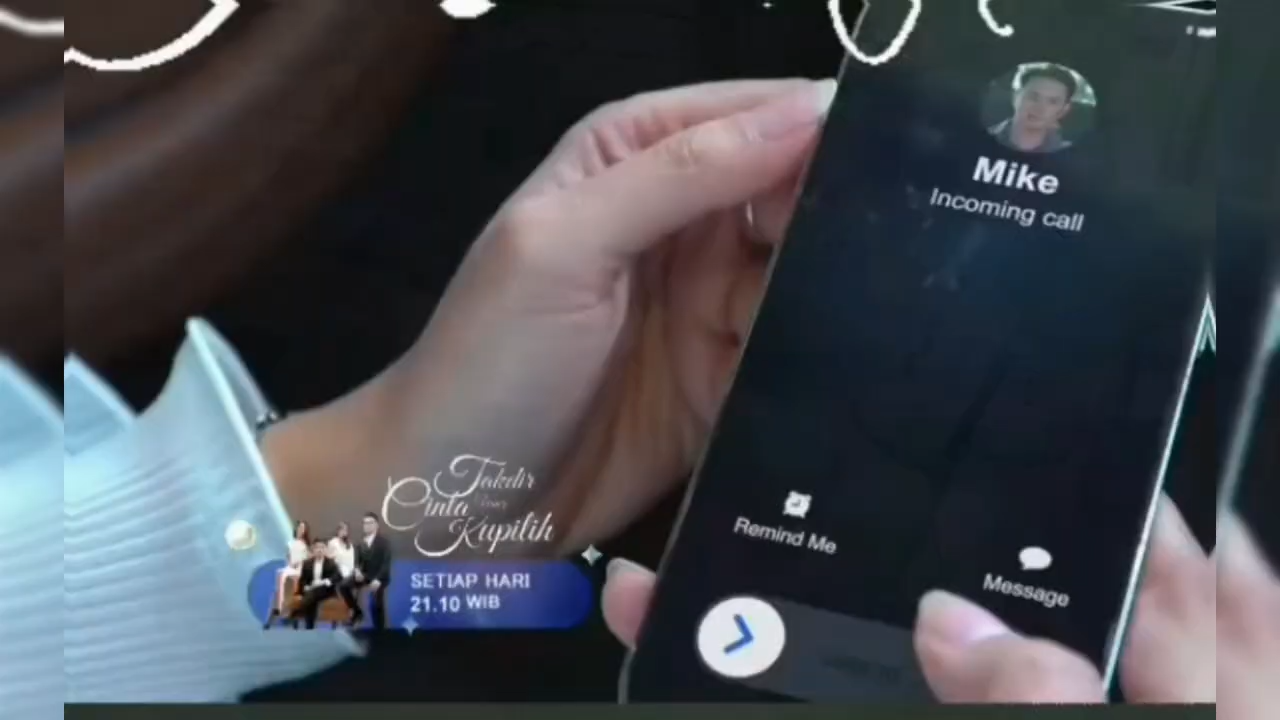 Mike
Incoming call
Remind Me
Message
Takdir
Cinta
Kupilih
SETIAP HARI
21.10 WIB